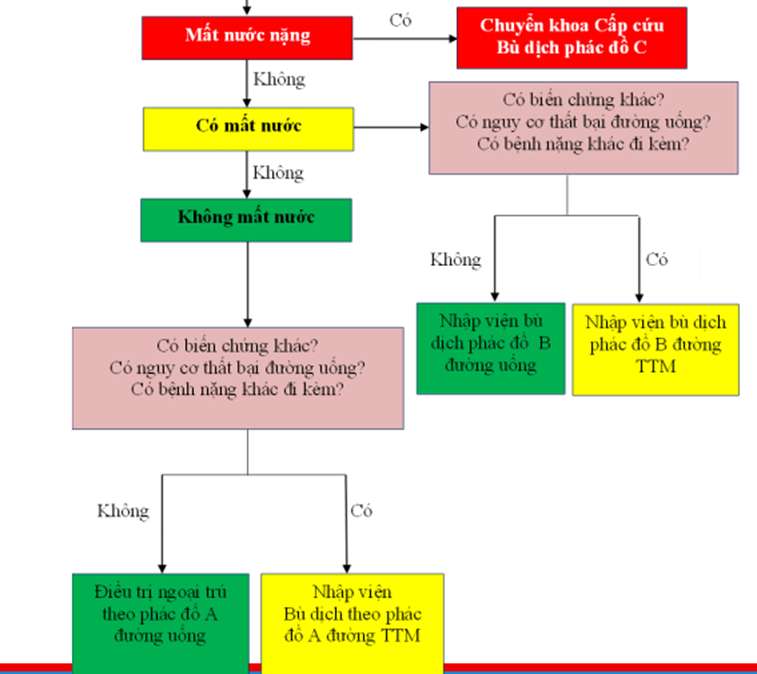 Mất nước nặng
Có
Chuyển khoa Cấp cứu
Bù dịch phác đồ C
Không
Có mất nước
Có biến chứng khác?
Có nguy cơ thất bại đường uống?
Có bệnh nặng khác đi kèm?
Không
Không mất nước
Không
Có
Nhập viện bù
dịch phác đồ B
đường uống
Nhập viện bù dịch
phác đồ B đường
TTM
Có biến chứng khác?
Có nguy cơ thất bại đường uống?
Có bệnh nặng khác đi kèm?
Không
Có
Điều trị ngoại trú
theo phác đồ A
đường uống
Nhập viện
Bù dịch theo phác
đồ A đường TTM